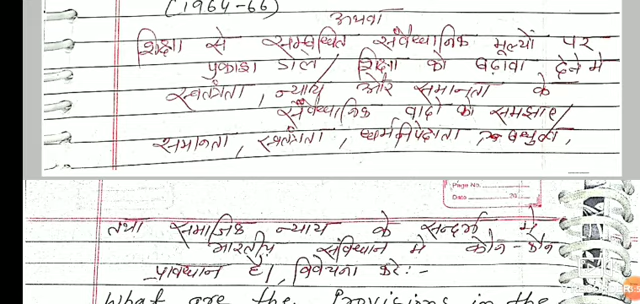 (1964-66)
अथवा
शिक्षा से सम्बंधित संवैधानिक मूल्यों पर
प्रकाश डाले / शिक्षा को बढ़ावा देने मे
स्वतंत्रता, न्याय और समानता के
संवैधानिक वादो को समझाए /
समानता, स्वतंत्रता, धर्मनिरपेक्षता,
Page No.
Date 20
तथा समाजिक न्याय के सन्दर्भ मे
भारतीय संविधान मे कौन-कौन
प्रावधान है।, विवेचना करे:-
What are the Provisions in the